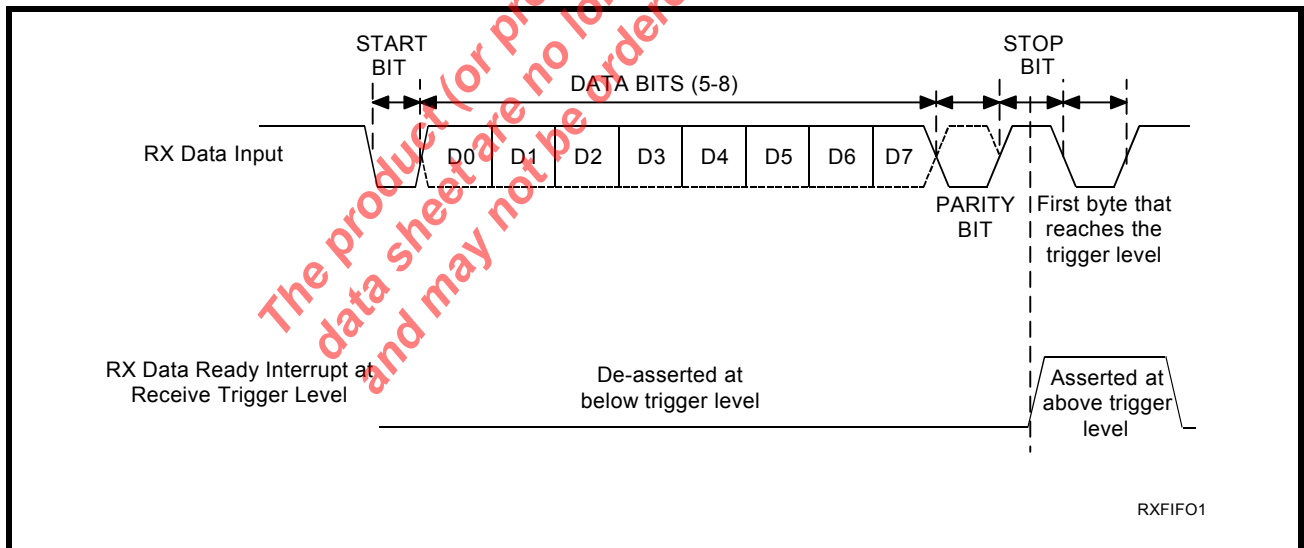 START
BIT
DATA BITS (5-8)
STOP
BIT
RX Data Input
D0 D1 D2 D3 D4 D5 D6 D7
PARITY
BIT
First byte that
reaches the
trigger level
RX Data Ready Interrupt at
Receive Trigger Level
De-asserted at
below trigger level
Asserted at
above trigger
level
RXFIFO1
The product (or
data sheet are no
and may not be